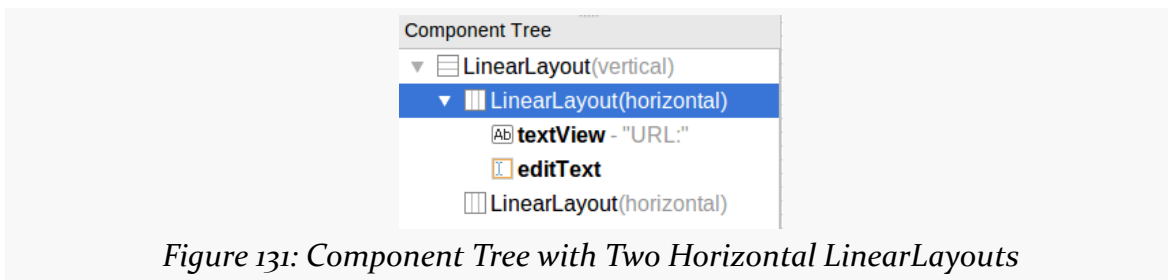 Component Tree
LinearLayout(vertical)
LinearLayout(horizontal)
Ab textView - "URL:"
editText
LinearLayout(horizontal)
Figure 131: Component Tree with Two Horizontal LinearLayouts